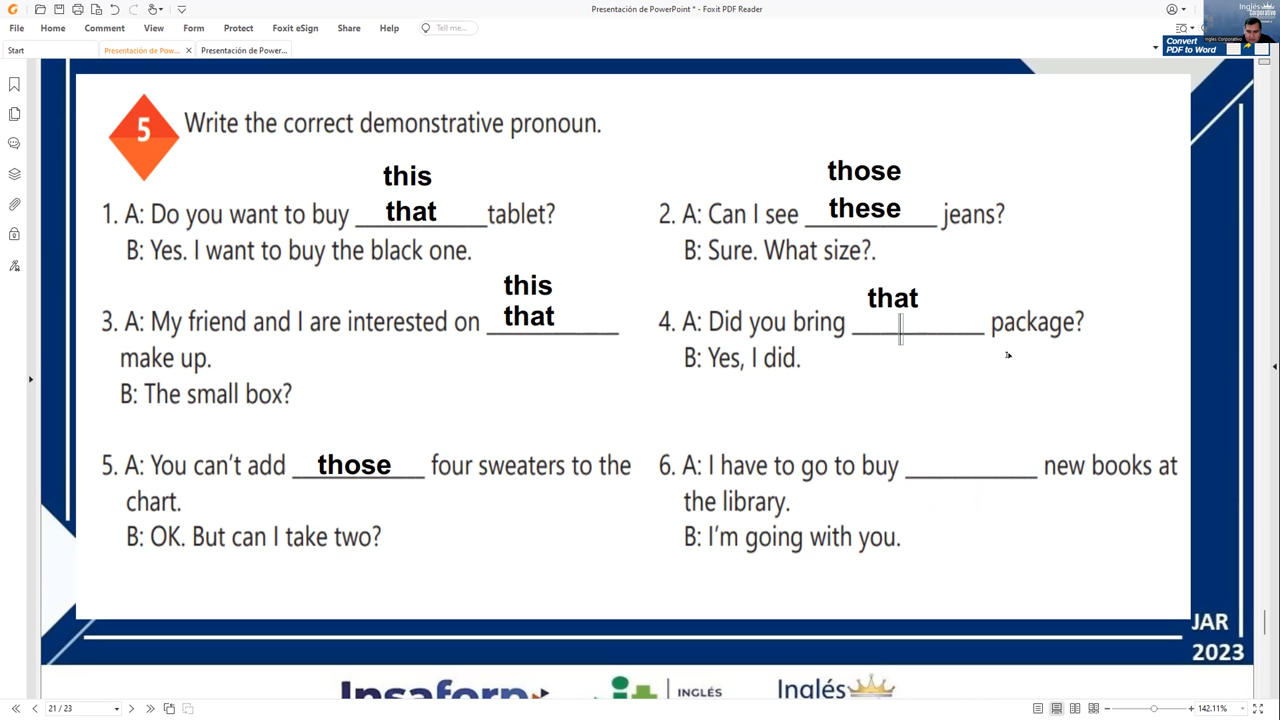 Presentación de PowerPoint * - Foxit PDF Reader
File Home Comment View Form Protect Foxit eSign Share Help Tell me...
Start Presentación de Pow... Presentación de Power...
Convert
PDF to Word
Inglés
corporativo
Inglés Corporativo
5 Write the correct demonstrative pronoun.
this
1. A: Do you want to buy that tablet?
B: Yes. I want to buy the black one.
those
2. A: Can I see these jeans?
B: Sure. What size?.
this
3. A: My friend and I are interested on that
make up.
B: The small box?
that
4. A: Did you bring ____________ package?
B: Yes, I did.
5. A: You can't add those four sweaters to the
chart.
B: OK. But can I take two?
6. A: I have to go to buy ____________ new books at
the library.
B: I'm going with you.
JAR
2023
Insaforp
INGLÉS
Inglés
21 / 23
142.11%